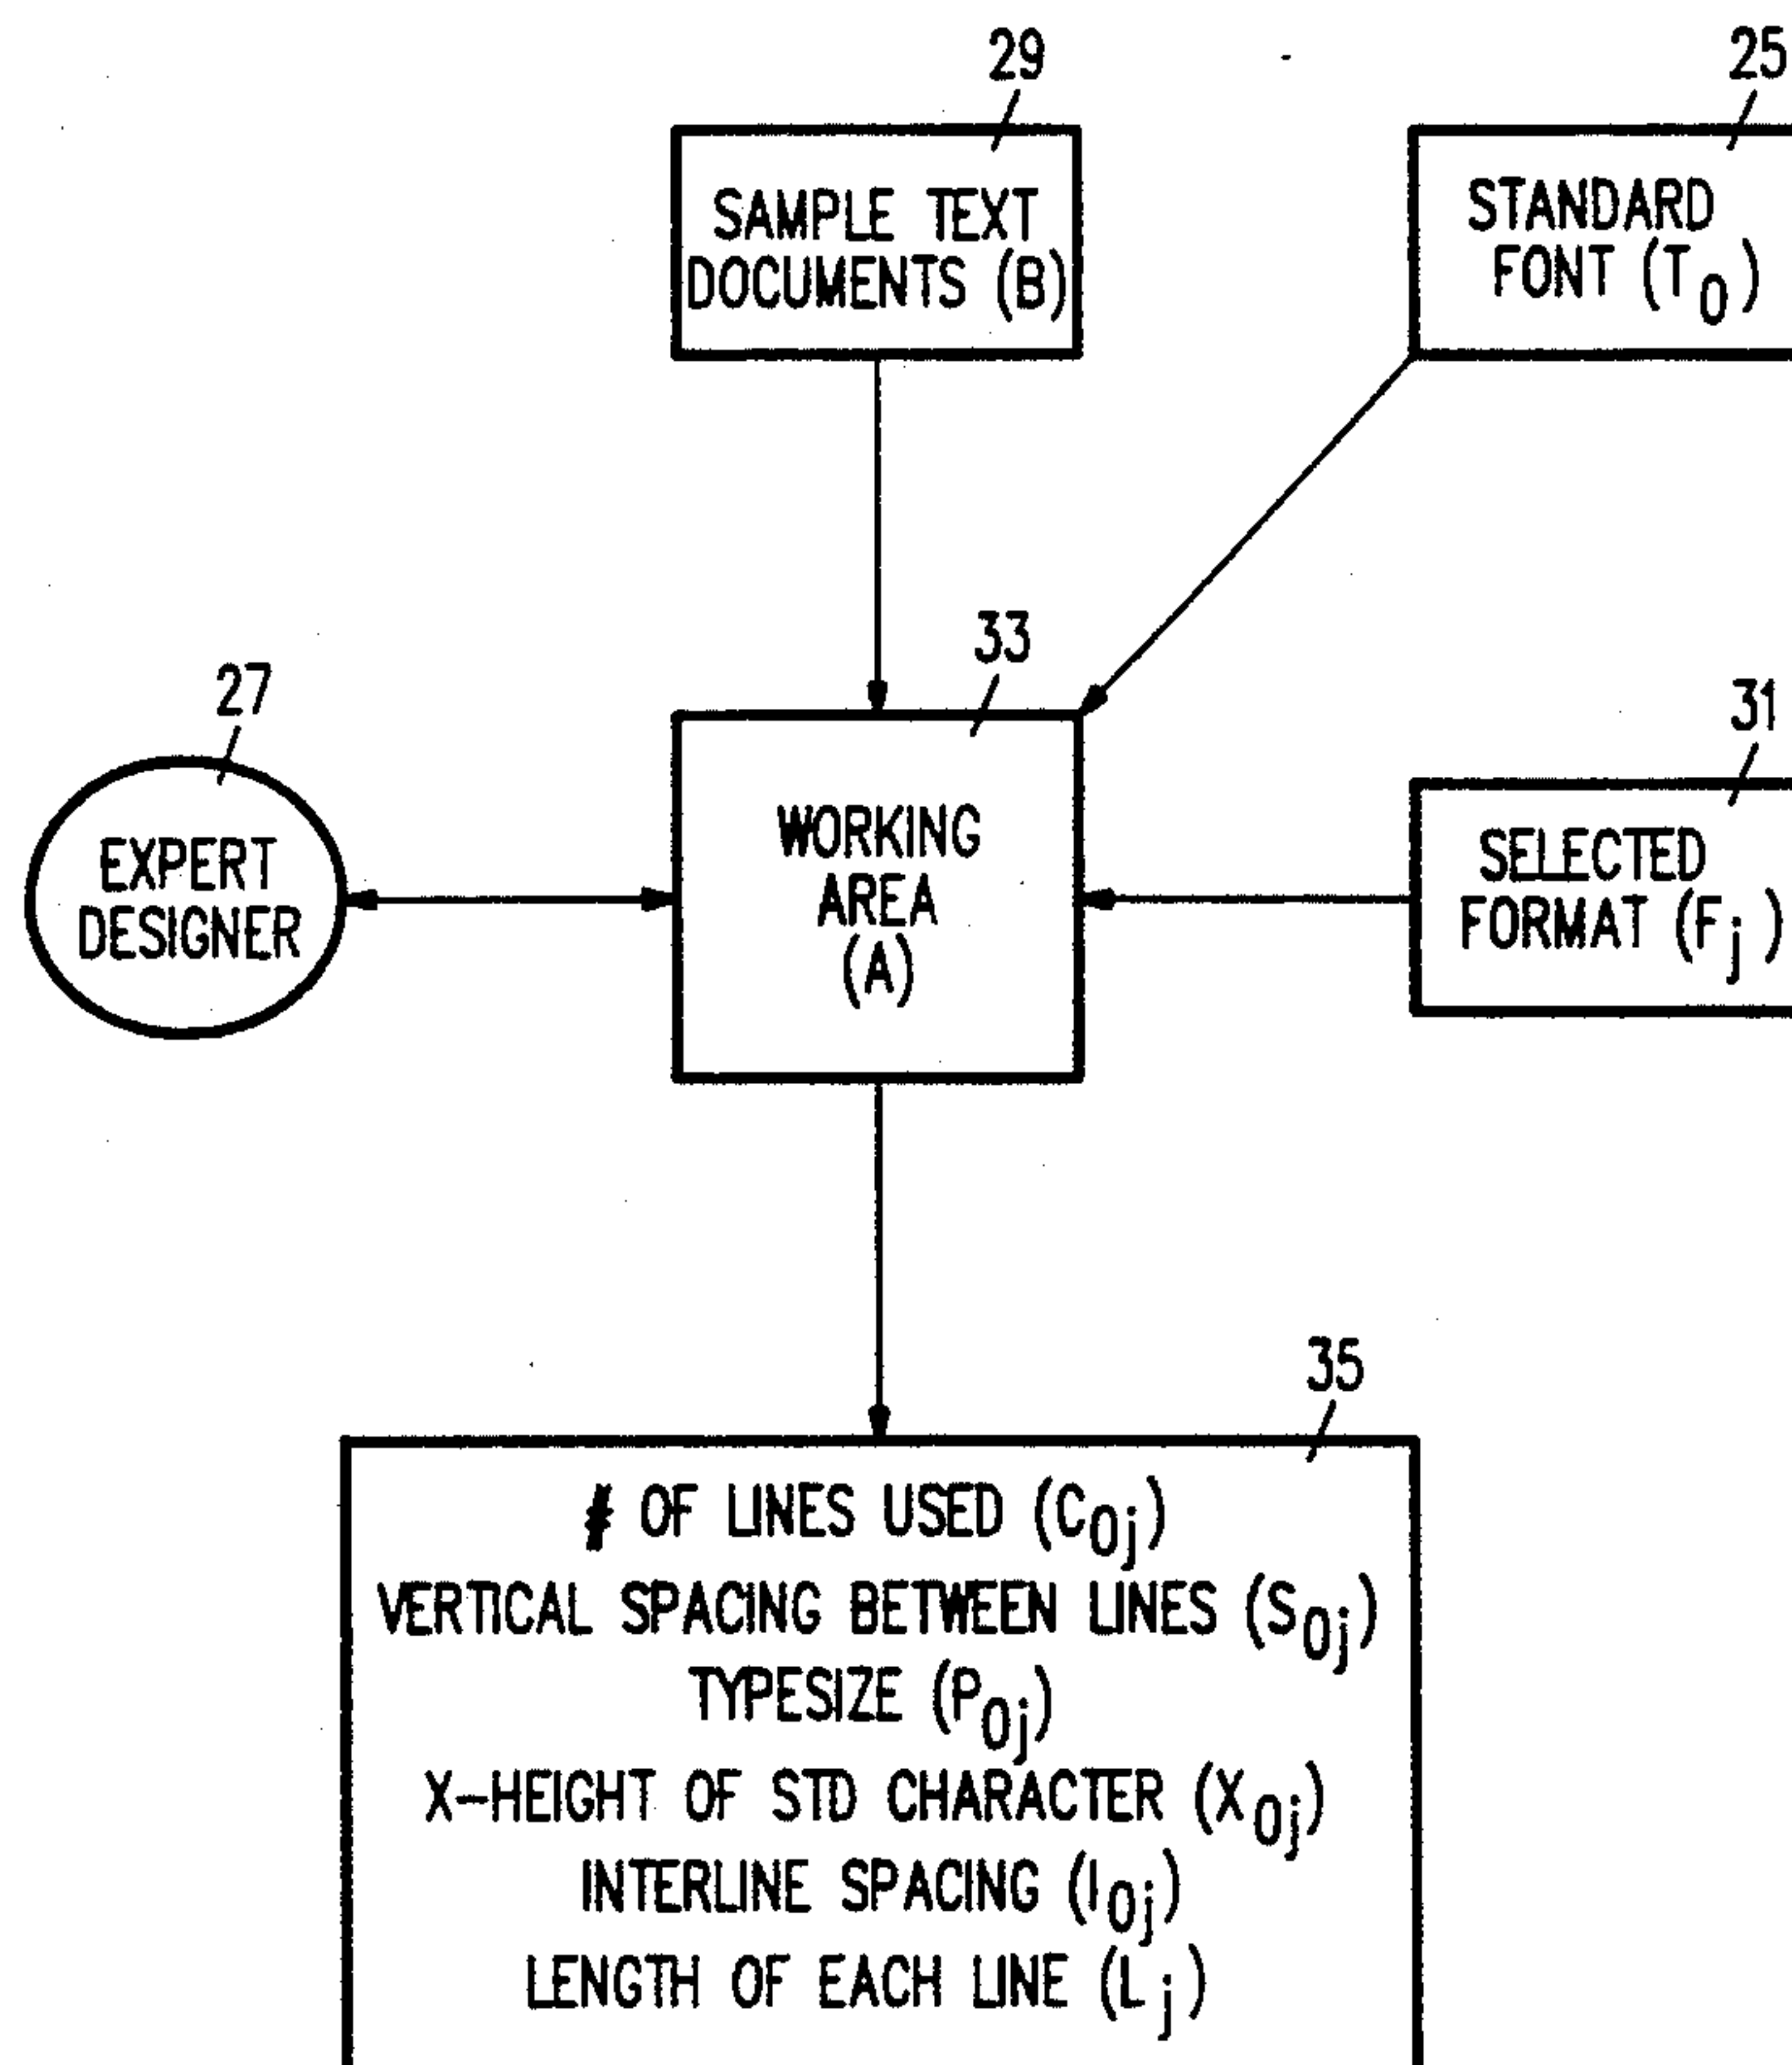 29
25
SAMPLE TEXT
DOCUMENTS (B)
STANDARD
FONT (T0)
33
27
31
WORKING
AREA
(A)
EXPERT
DESIGNER
SELECTED
FORMAT (Fj)
35
# OF LINES USED (C0j)
VERTICAL SPACING BETWEEN LINES (S0j)
TYPESIZE (P0j)
X-HEIGHT OF STD CHARACTER (X0j)
INTERLINE SPACING (I0j)
LENGTH OF EACH LINE (Lj)